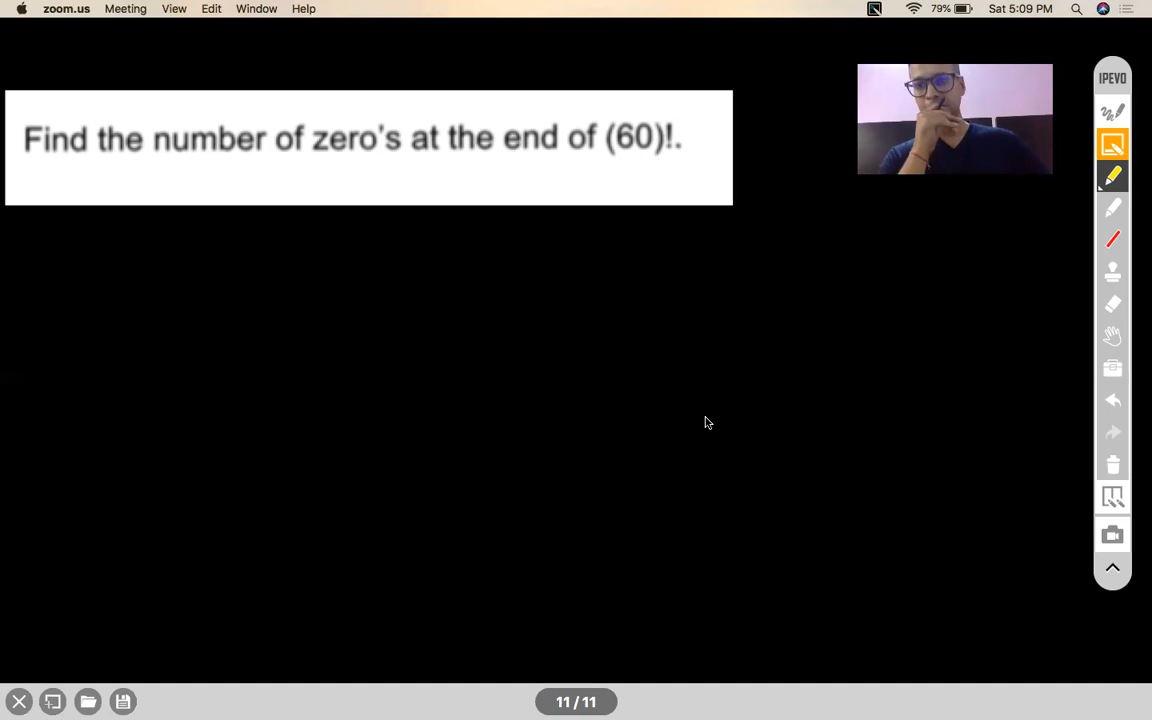 zoom.us Meeting View Edit Window Help 79% Sat 5:09 PM
IPEVO
Find the number of zero's at the end of (60)!.
11 / 11